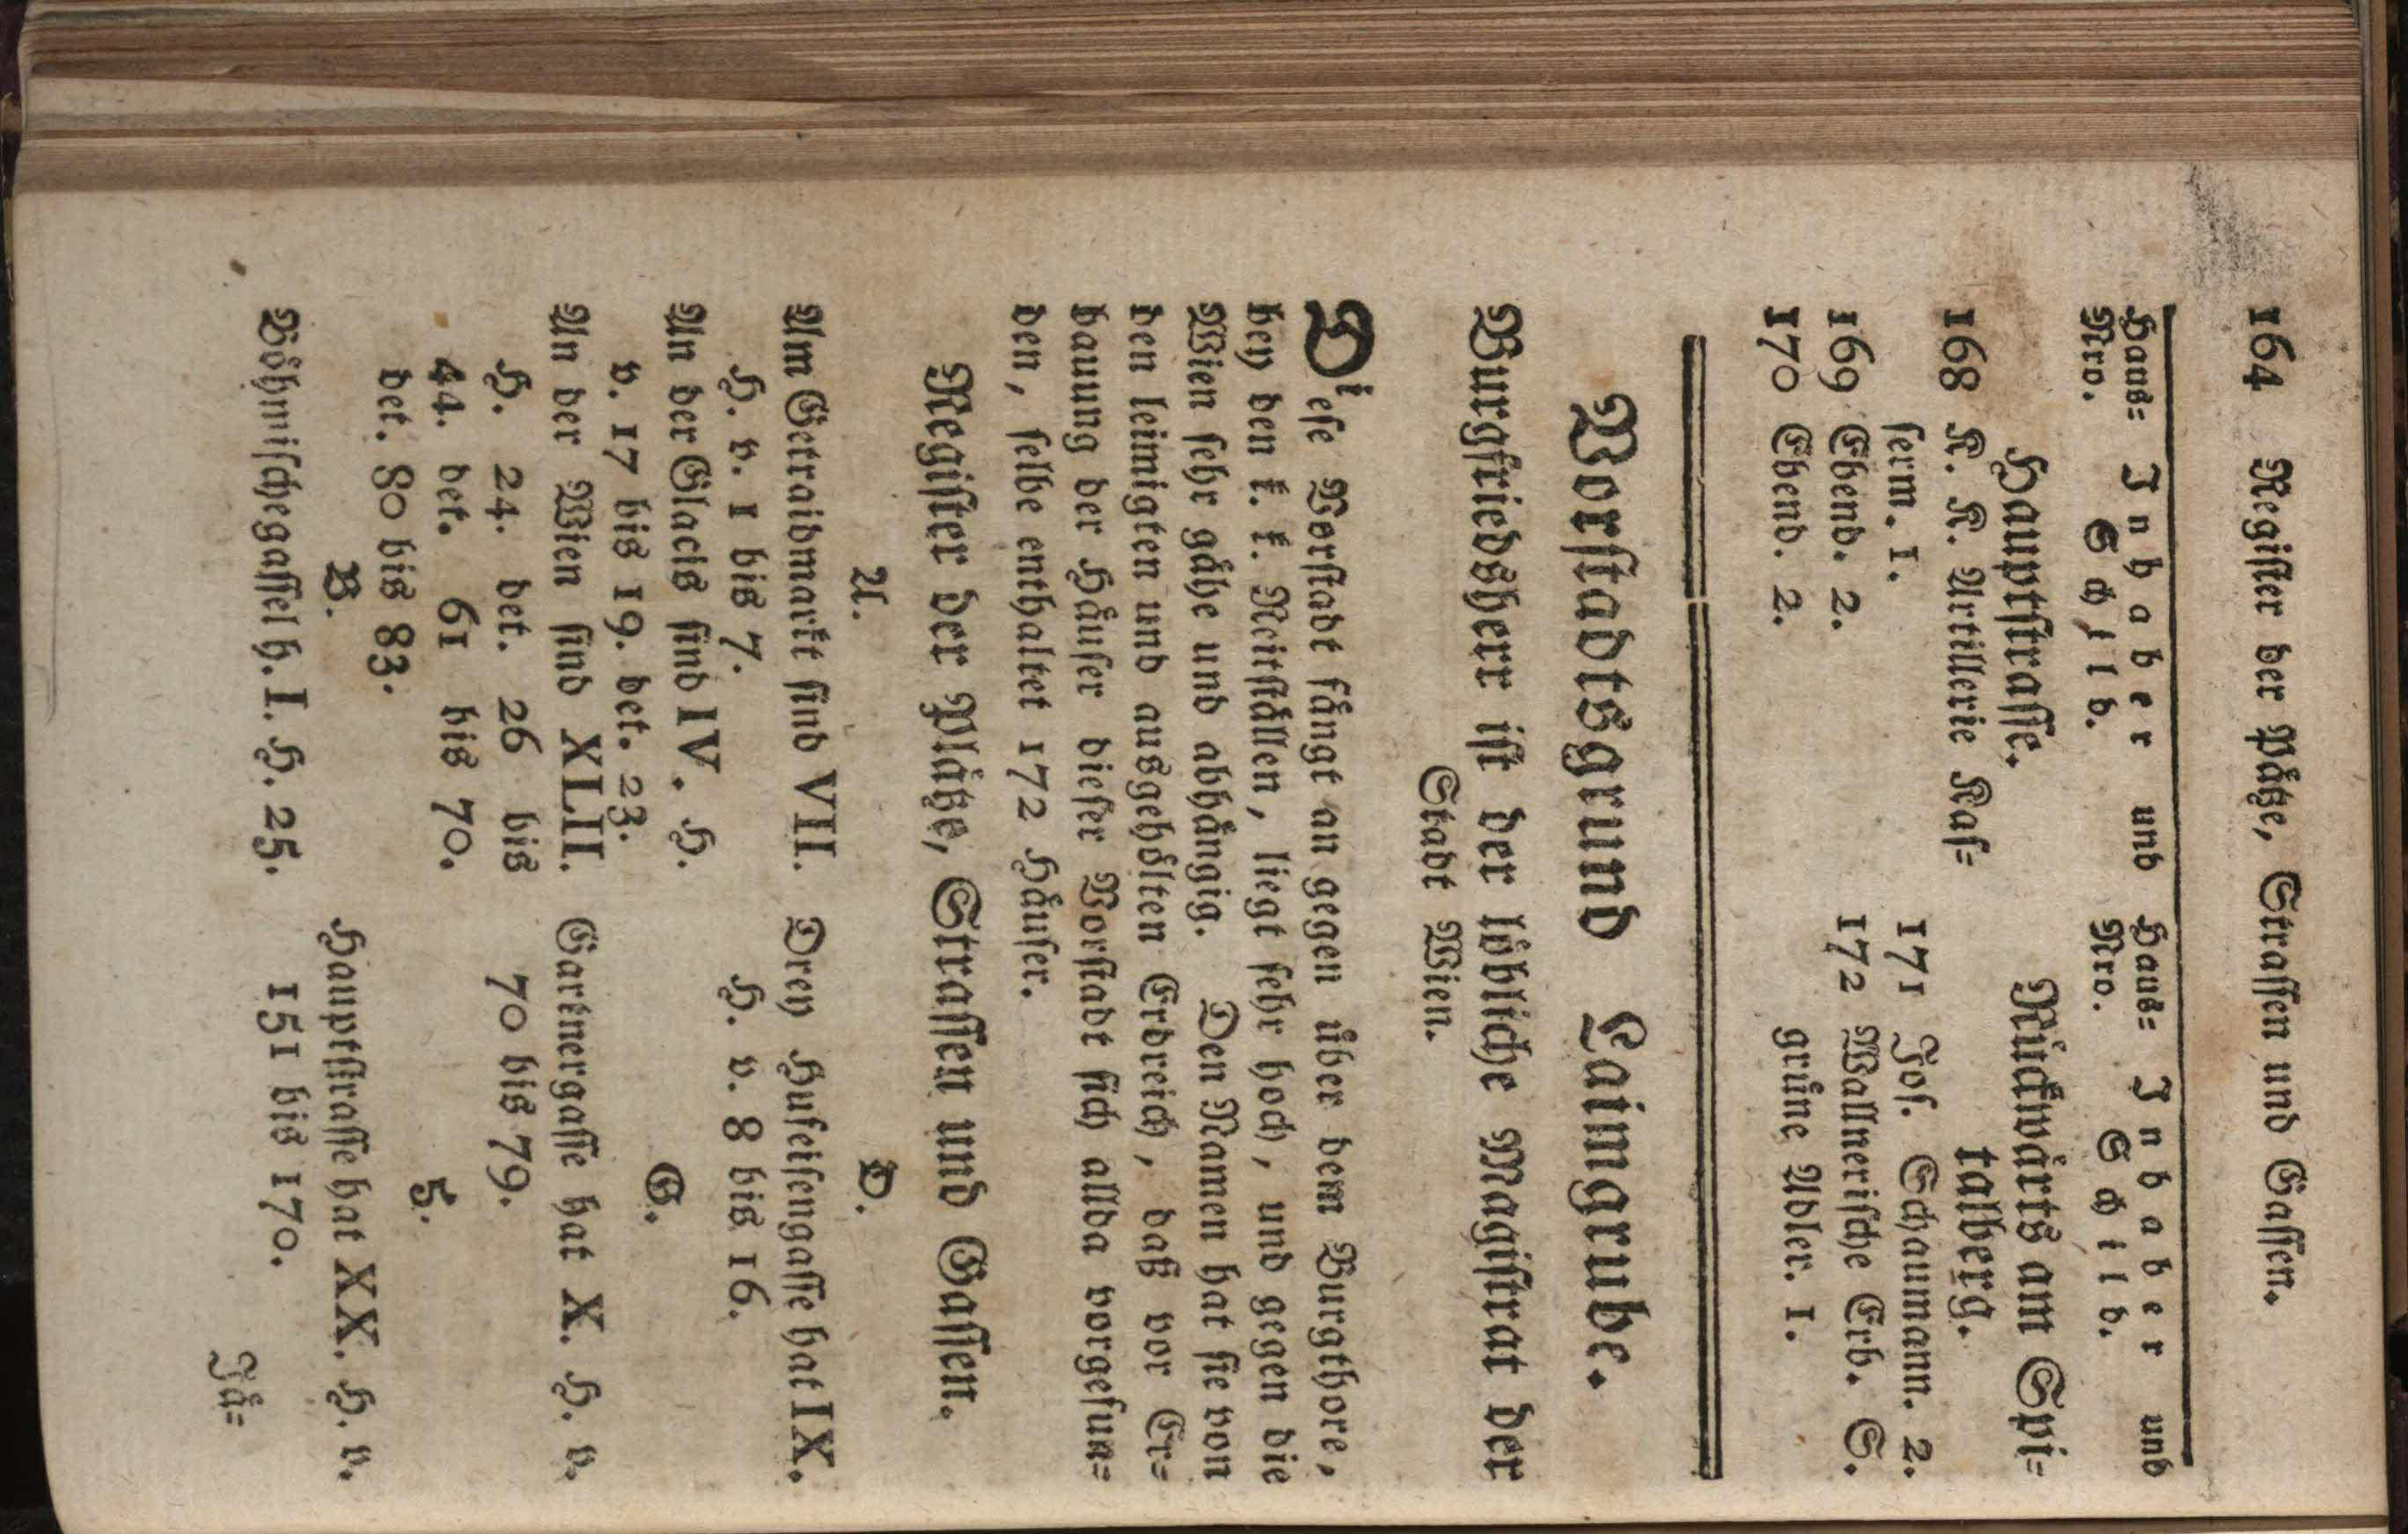 164 Register der Påtze, Strassen und Gassen.
Haus= Inhaber und
Nro. Schild.
Hauptstrasse.
168 K. K. Artillerie Kas=
serm. 1.
169 Ebend. 2.
170 Ebend. 2.
Haus= Inhaber und
Nro. Schild.
Rückwärts am Spi=
talberg.
171 Jos. Schaumann. 2.
172 Wallnerische Erb. G.
grüne Adler. 1.
Vorstadtsgrund Laimgrube.
Burgfriedsherr ist der löbliche Magistrat der
Stadt Wien.
Diese Vorstadt fängt an gegen über dem Burgthore,
bey den k. k. Reitställen, liegt sehr hoch, und gegen die
Wien sehr gähe und abhängig. Den Namen hat sie von
den leimigten und ausgehölten Erdreich, daß vor Er=
bauung der Häuser dieser Vorstadt sich allda vorgefun=
den, selbe enthaltet 172 Häuser.
Register der Plätze, Strassen und Gassen.
A.
Am Getraidmarkt sind VII.
H. v. 1 bis 7.
An der Glacis sind IV. H.
v. 17 bis 19. det. 23.
An der Wien sind XLII.
H. 24. det. 26 bis
44. det. 61 bis 70.
det. 80 bis 83.
B.
Böhmischegassel h. I. H. 25.
D.
Drey Hufeisengasse hat IX.
H. v. 8 bis 16.
G.
Gartnergasse hat X. H. v.
70 bis 79.
H.
Hauptstrasse hat XX. H. v.
151 bis 170.
Jä=